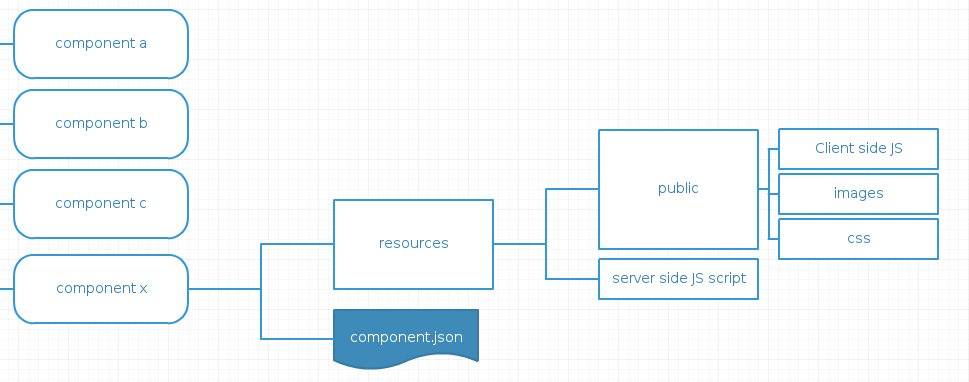 component a
component b
component c
component x
resources
component.json
public
server side JS script
Client side JS
images
css